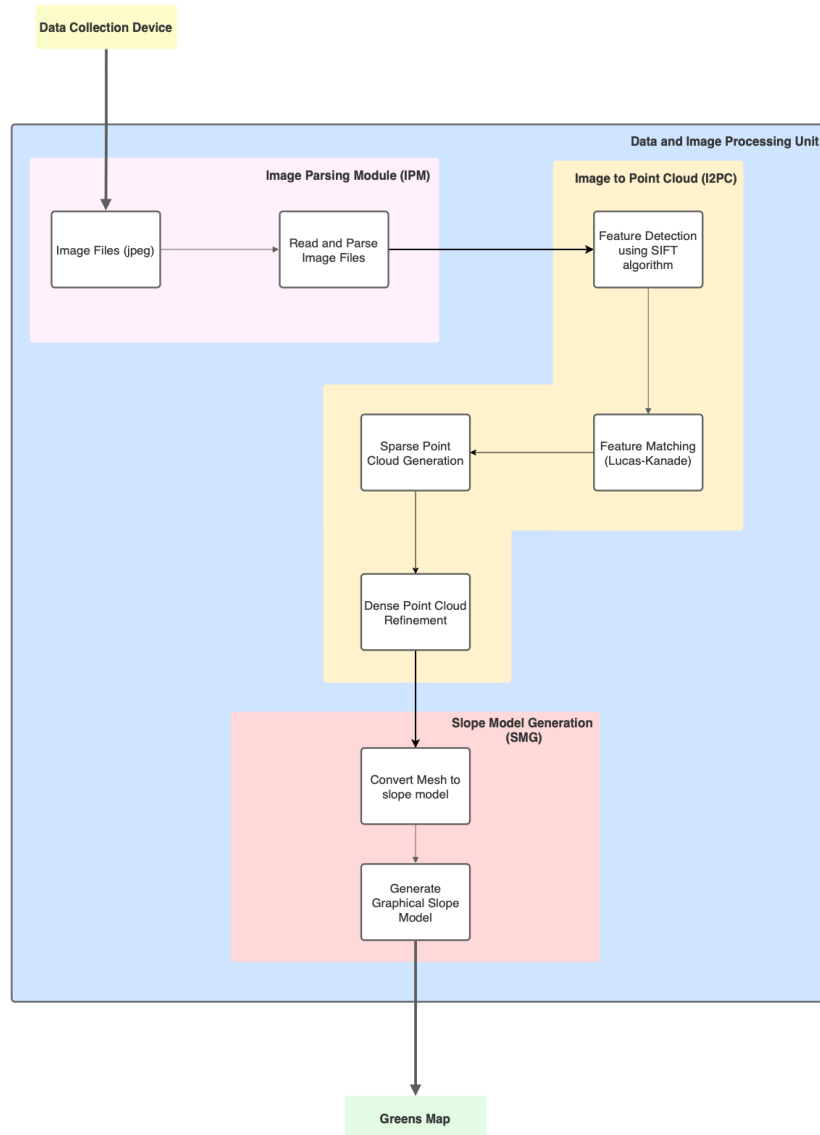 Data Collection Device
Data and Image Processing Unit
Image Parsing Module (IPM)
Image to Point Cloud (I2PC)
Image Files (jpeg)
Read and Parse
Image Files
Feature Detection
using SIFT
algorithm
Sparse Point
Cloud Generation
Feature Matching
(Lucas-Kanade)
Dense Point Cloud
Refinement
Slope Model Generation
(SMG)
Convert Mesh to
slope model
Generate
Graphical Slope
Model
Greens Map